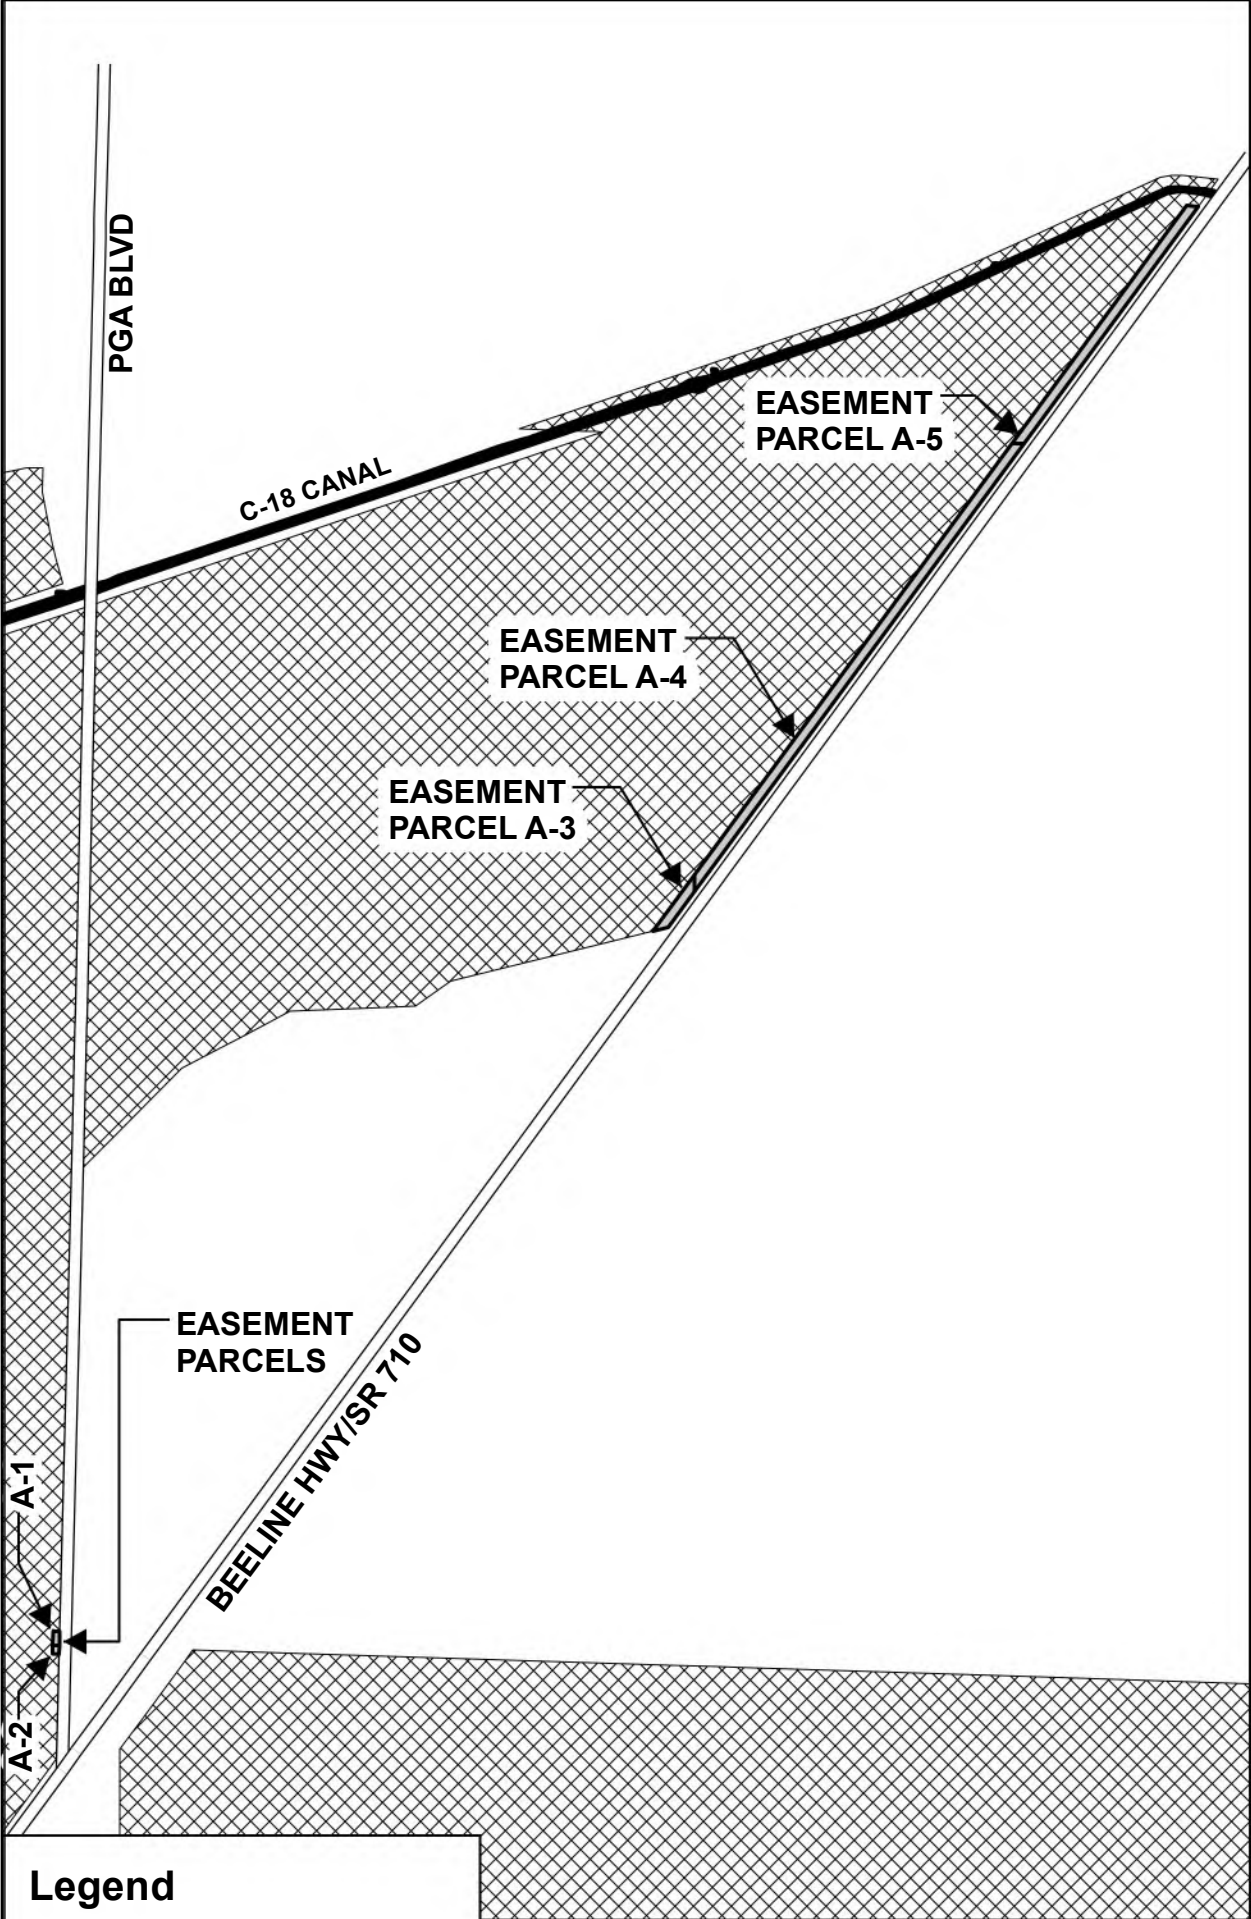 PGA BLVD
C-18 CANAL
EASEMENT
PARCEL A-5
EASEMENT
PARCEL A-4
EASEMENT
PARCEL A-3
EASEMENT
PARCELS
BEELINE HWY/SR 710
A-1
A-2
Legend